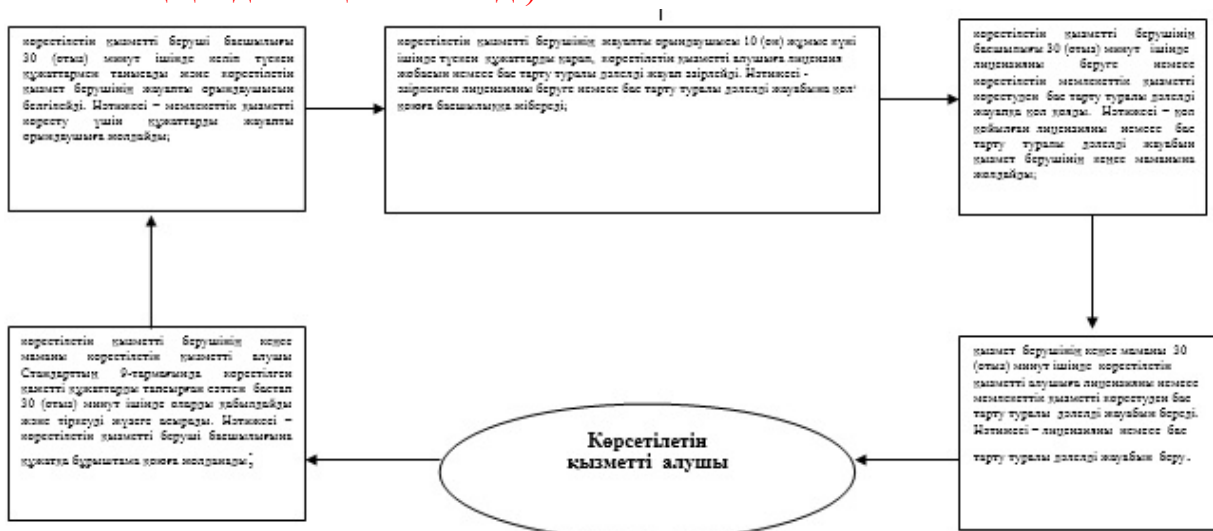 көрсетілетін қызметті беруші басшылығы
30 (отыз) минут ішінде келіп түскен
құжаттармен танысады және көрсетілетін
қызмет берушінің жауапты орындаушысын
белгілейді. Нәтижесі – мемлекеттік қызметті
көрсету үшін құжаттарды жауапты
орындаушыға жолдайды;
көрсетілетін қызметті берушінің жауапты орындаушысы 10 (он) жұмыс күні
ішінде түскен құжаттарды қарап, көрсетілетін қызметті алушыға лицензия
жобасын немесе бас тарту туралы дәлелді жауап әзірлейді. Нәтижесі -
әзірленген лицензияны беруге немесе бас тарту туралы дәлелді жауабына қол
қоюға басшылыққа жібереді;
көрсетілетін қызметті берушінің
басшылығы 30 (отыз) минут ішінде
лицензияны беруге немесе
көрсетілетін мемлекеттік қызметті
көрсетуден бас тарту туралы дәлелді
жауапқа қол қояды. Нәтижесі – қол
қойылған лицензияны немесе бас
тарту туралы дәлелді жауабын
қызмет берушінің кеңсе маманына
жолдайды;
көрсетілетін қызметті берушінің кеңсе
маманы көрсетілетін қызметті алушы
Стандарттың 9-тармағында көрсетілген
қажетті құжаттарды тапсырған сәттен бастап
30 (отыз) минут ішінде оларды қабылдайды
және тіркеуді жүзеге асырады. Нәтижесі –
көрсетілетін қызметті беруші басшылығына
құжатқа бұрыштама қоюға жолданады;
Көрсетілетін
қызметті алушы
қызмет берушінің кеңсе маманы 30
(отыз) минут ішінде көрсетілетін
қызметті алушыға лицензияны немесе
мемлекеттік қызметті көрсетуден бас
тарту туралы дәлелді жауабын береді.
Нәтижесі – лицензияны немесе бас
тарту туралы дәлелді жауабын беру.